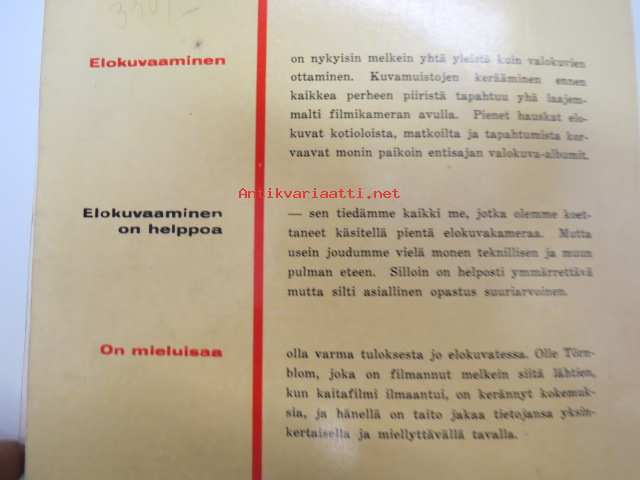 Elokuvaaminen
on nykyisin melkein yhtä yleistä kuin valokuvien
ottaminen. Kuvamuistojen kerääminen ennen
kaikkea perheen piiristä tapahtuu yhä laajem-
malti filmikameran avulla. Pienet hauskat elo-
kuvat kotioloista, matkoilta ja tapahtumista kor-
vaavat monin paikoin entisajan valokuva-albumit.
Antikvariaatti.net
Elokuvaaminen
on helppoa
— sen tiedämme kaikki me, jotka olemme koet-
taneet käsitellä pientä elokuvakameraa. Mutta
usein joudumme vielä monen teknillisen ja muun
pulman eteen. Silloin on helposti ymmärrettävä
mutta silti asiallinen opastus suuriarvoinen.
On mieluisaa
olla varma tuloksesta jo elokuvatessa. Olle Törn-
blom, joka on filmannut melkein siitä lähtien,
kun kaitafilmi ilmaantui, on kerännyt kokemuk-
sia, ja hänellä on taito jakaa tietojansa yksin-
kertaisella ja miellyttävällä tavalla.